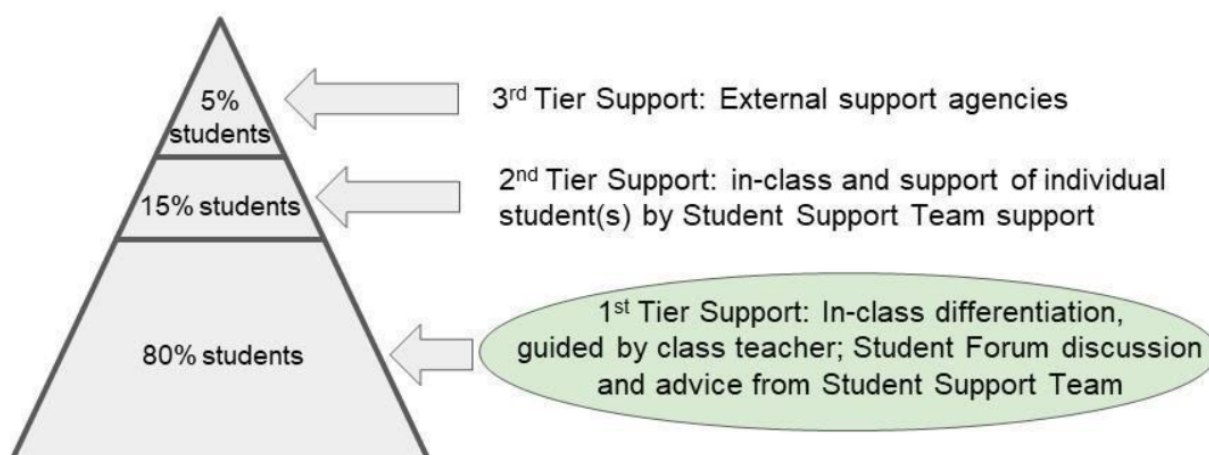 5%
students
3rd Tier Support: External support agencies
15% students
2nd Tier Support: in-class and support of individual
student(s) by Student Support Team support
80% students
1st Tier Support: In-class differentiation,
guided by class teacher; Student Forum discussion
and advice from Student Support Team